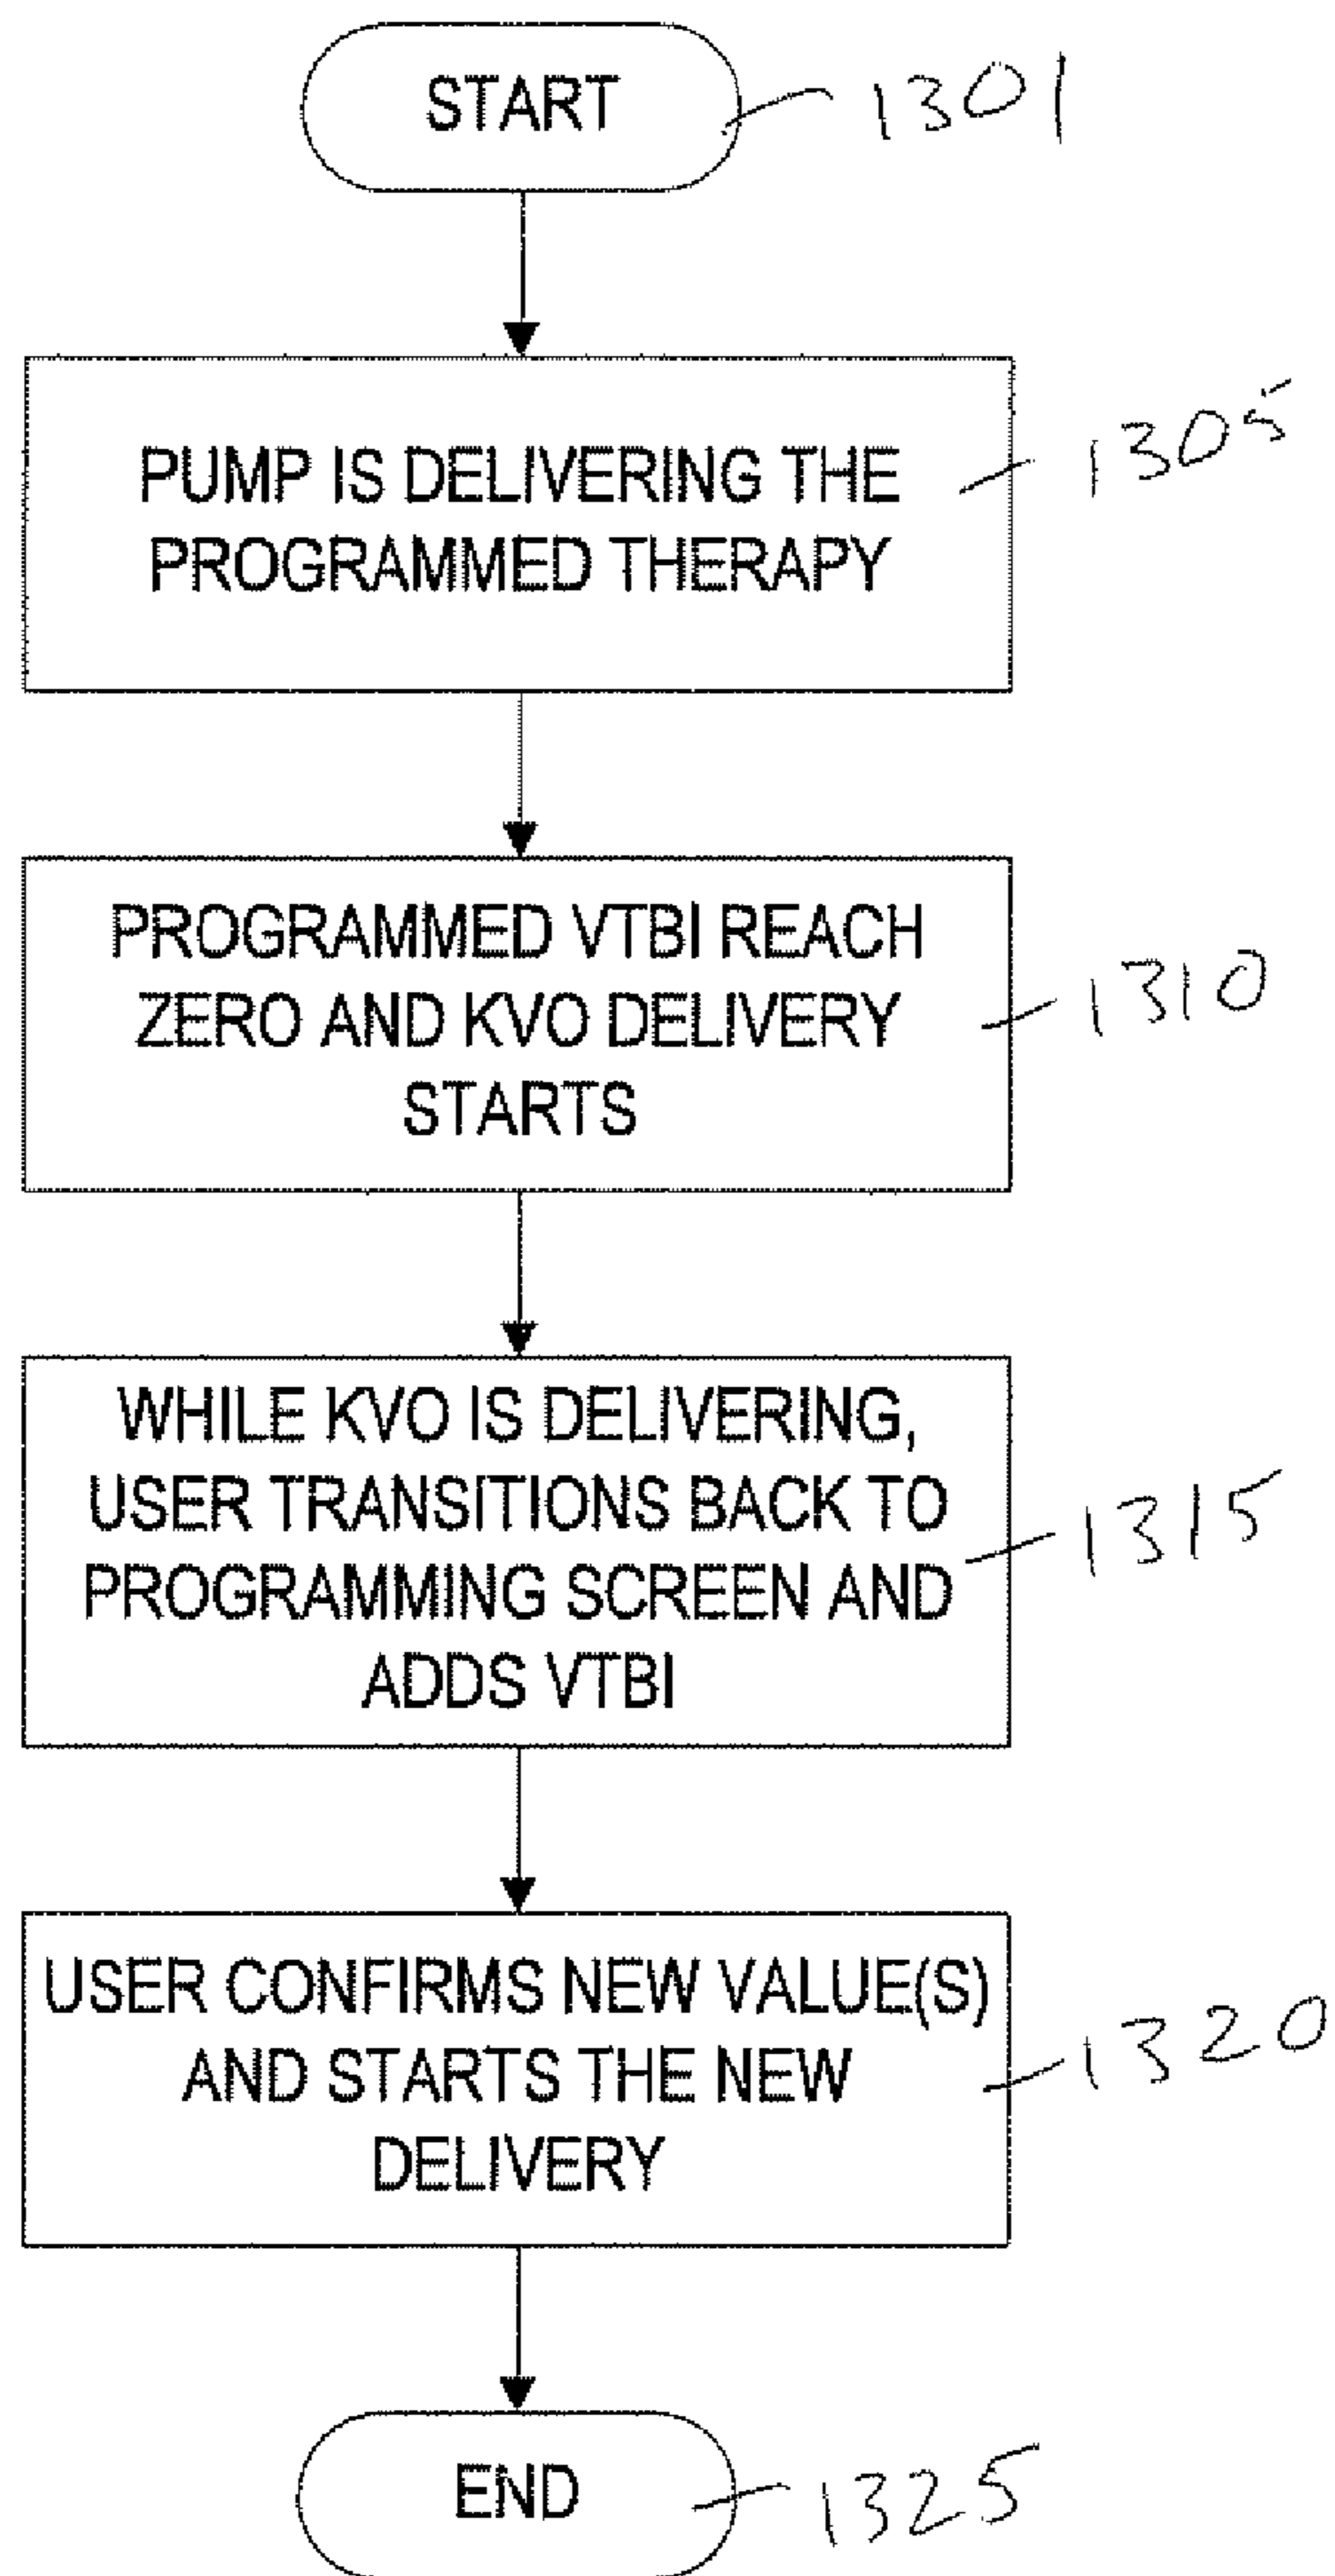 START
1301
PUMP IS DELIVERING THE
PROGRAMMED THERAPY
1305
PROGRAMMED VTBI REACH
ZERO AND KVO DELIVERY
STARTS
1310
WHILE KVO IS DELIVERING,
USER TRANSITIONS BACK TO
PROGRAMMING SCREEN AND
ADDS VTBI
1315
USER CONFIRMS NEW VALUE(S)
AND STARTS THE NEW
DELIVERY
1320
END
1325